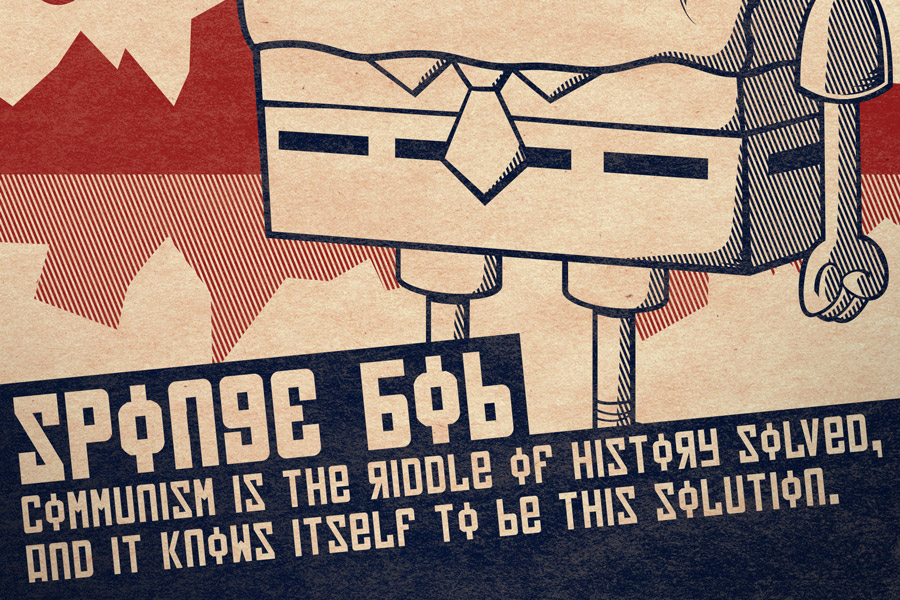 SPONGE BOB
COMMUNISM IS THE RIDDLE OF HISTORY SOLVED,
AND IT KNOWS ITSELF TO BE THIS SOLUTION.